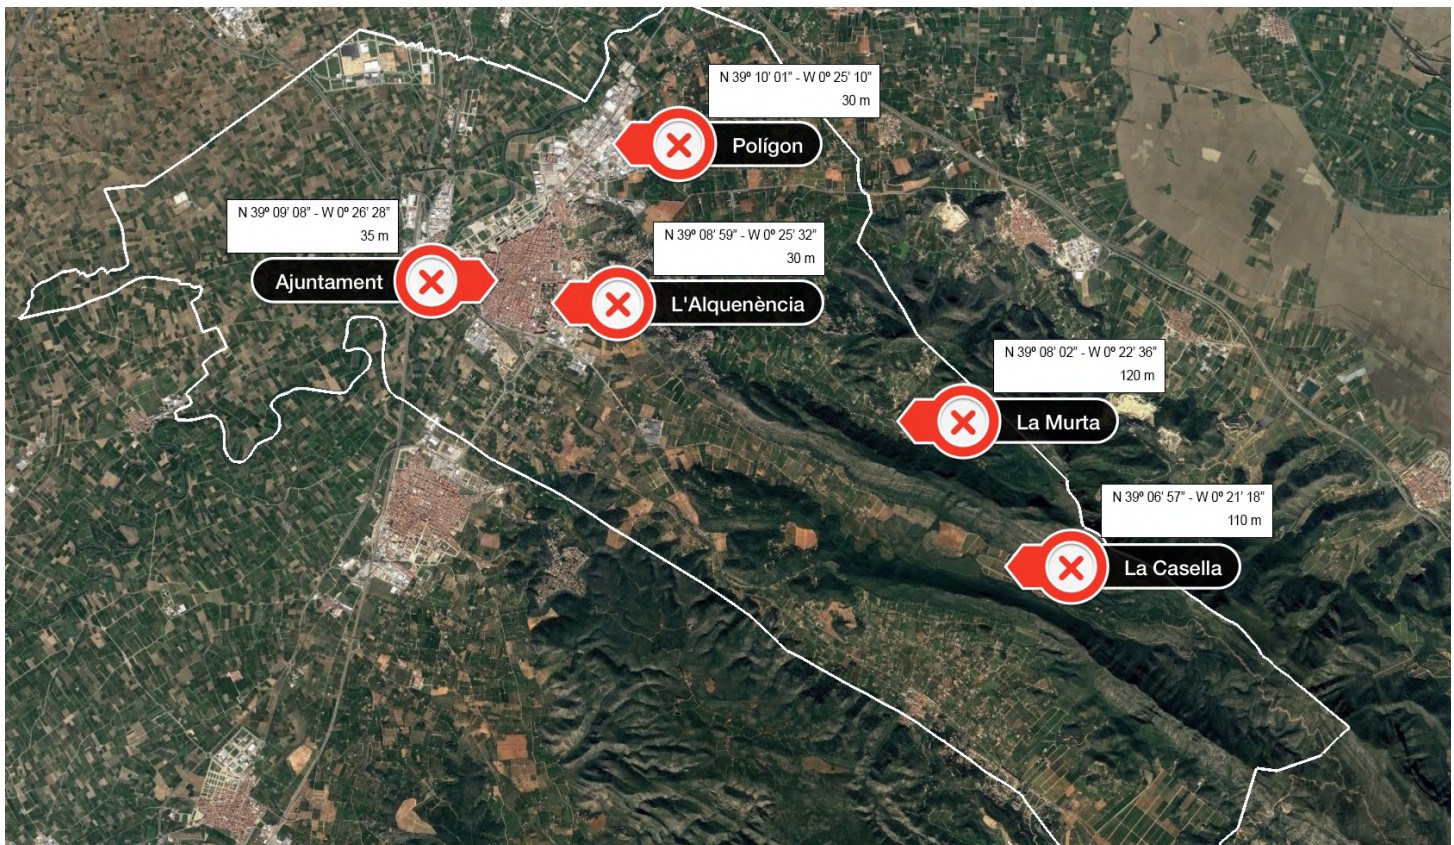 N 39º 10' 01" - W 0º 25' 10"
30 m
Polígon
N 39º 09' 08" - W 0º 26' 28"
35 m
Ajuntament
N 39º 08' 59" - W 0º 25' 32"
30 m
L'Alquenència
N 39º 08' 02" - W 0º 22' 36"
120 m
La Murta
N 39º 06' 57" - W 0º 21' 18"
110 m
La Casella